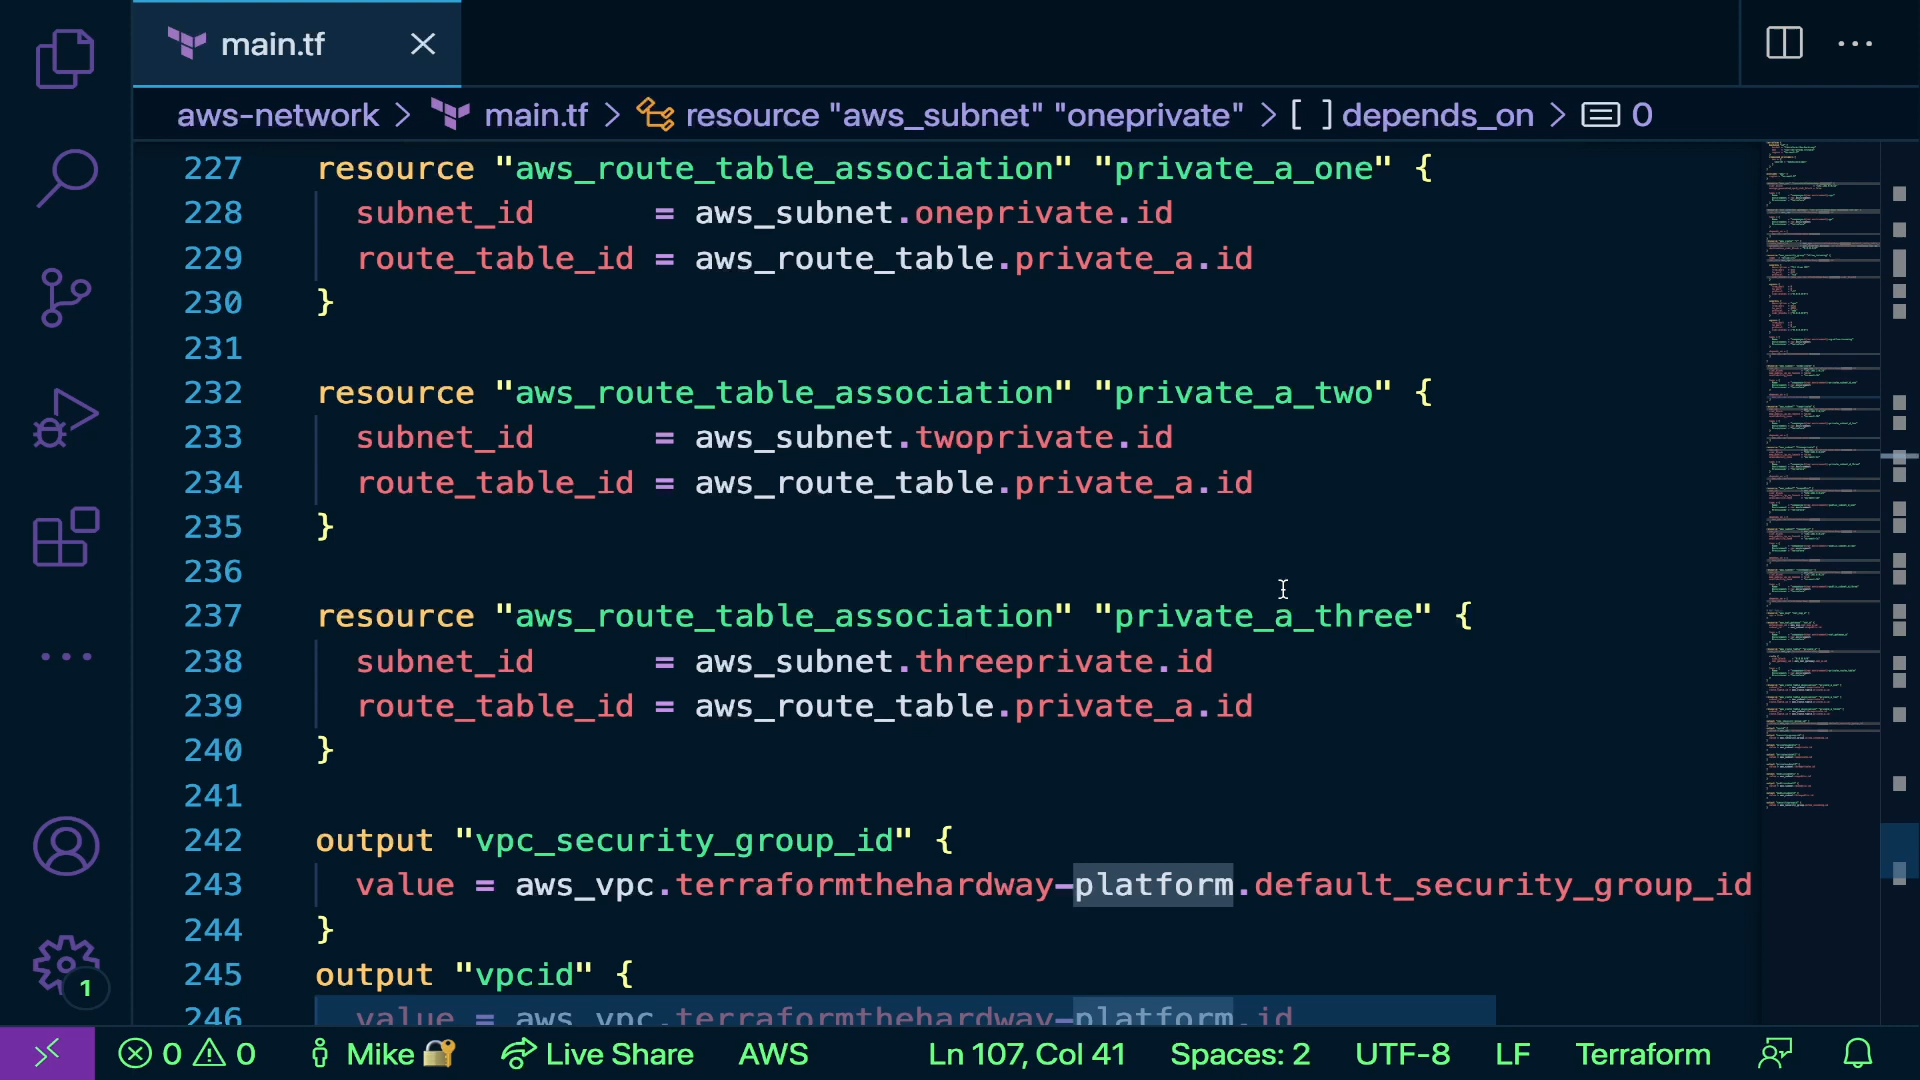 main.tf
aws-network > main.tf > resource "aws_subnet" "oneprivate" > [ ] depends_on > 0
227 resource "aws_route_table_association" "private_a_one" {
228 subnet_id = aws_subnet.oneprivate.id
229 route_table_id = aws_route_table.private_a.id
230 }
231
232 resource "aws_route_table_association" "private_a_two" {
233 subnet_id = aws_subnet.twoprivate.id
234 route_table_id = aws_route_table.private_a.id
235 }
236
237 resource "aws_route_table_association" "private_a_three" {
238 subnet_id = aws_subnet.threeprivate.id
239 route_table_id = aws_route_table.private_a.id
240 }
241
242 output "vpc_security_group_id" {
243 value = aws_vpc.terraformthehardway-platform.default_security_group_id
244 }
245 output "vpcid" {
246 value = aws_vpc.terraformthehardway-platform.id
1
0 0 Mike Live Share AWS Ln 107, Col 41 Spaces: 2 UTF-8 LF Terraform